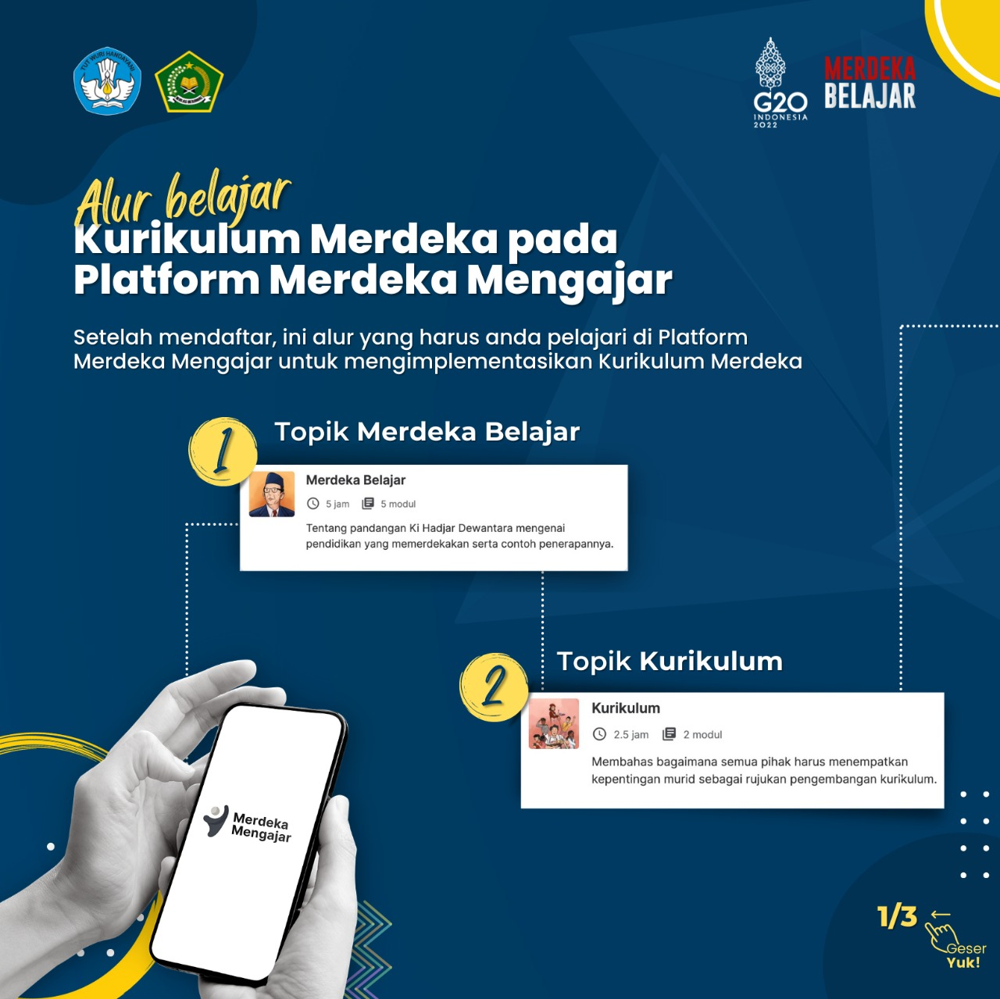 TUT WURI HANDAYANI
G20
INDONESIA
2022
MERDEKA
BELAJAR
Alur belajar
Kurikulum Merdeka pada
Platform Merdeka Mengajar
Setelah mendaftar, ini alur yang harus anda pelajari di Platform
Merdeka Mengajar untuk mengimplementasikan Kurikulum Merdeka
1
Topik Merdeka Belajar
Merdeka Belajar
5 jam 5 modul
Tentang pandangan Ki Hadjar Dewantara mengenai
pendidikan yang memerdekakan serta contoh penerapannya.
2
Topik Kurikulum
Kurikulum
2.5 jam 2 modul
Membahas bagaimana semua pihak harus menempatkan
kepentingan murid sebagai rujukan pengembangan kurikulum.
Merdeka
Mengajar
1/3
Geser
Yuk!